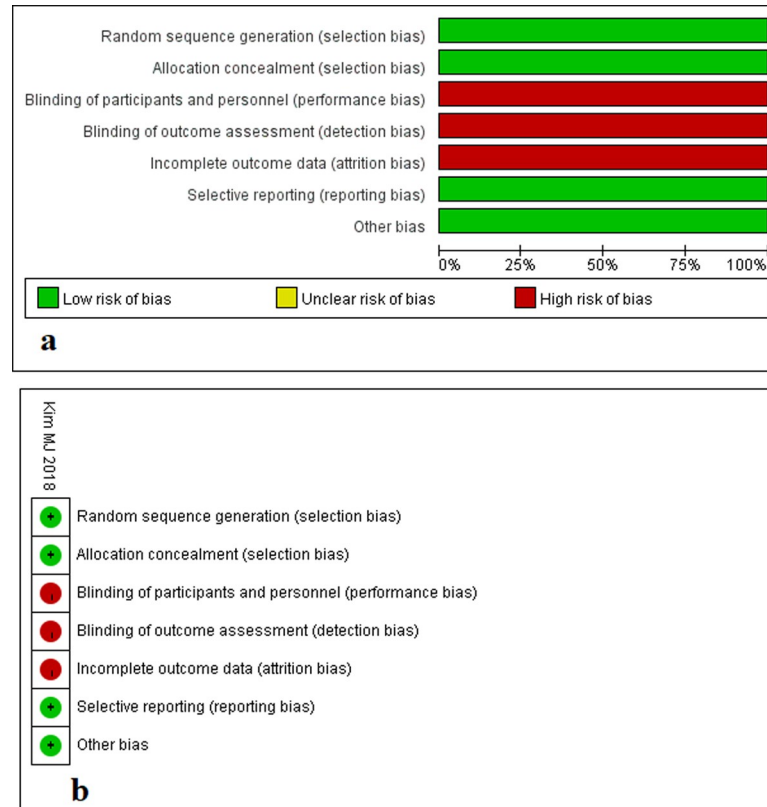 Random sequence generation (selection bias)
Allocation concealment (selection bias)
Blinding of participants and personnel (performance bias)
Blinding of outcome assessment (detection bias)
Incomplete outcome data (attrition bias)
Selective reporting (reporting bias)
Other bias
0% 25% 50% 75% 100%
Low risk of bias Unclear risk of bias High risk of bias
a
Kim MJ 2018
+ Random sequence generation (selection bias)
+ Allocation concealment (selection bias)
Blinding of participants and personnel (performance bias)
Blinding of outcome assessment (detection bias)
Incomplete outcome data (attrition bias)
+ Selective reporting (reporting bias)
+ Other bias
b